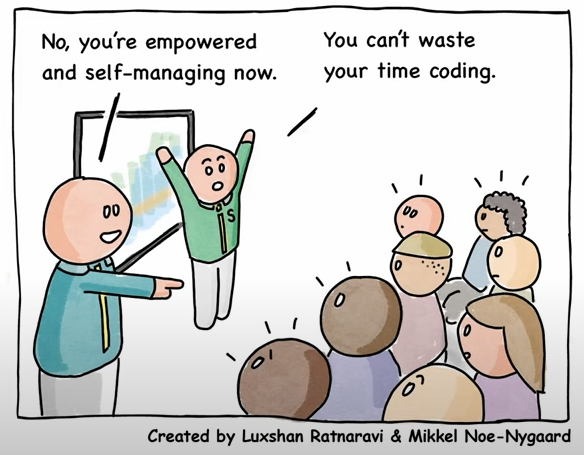 No, you're empowered
and self-managing now.
You can't waste
your time coding.
S
Created by Luxshan Ratnaravi & Mikkel Noe-Nygaard